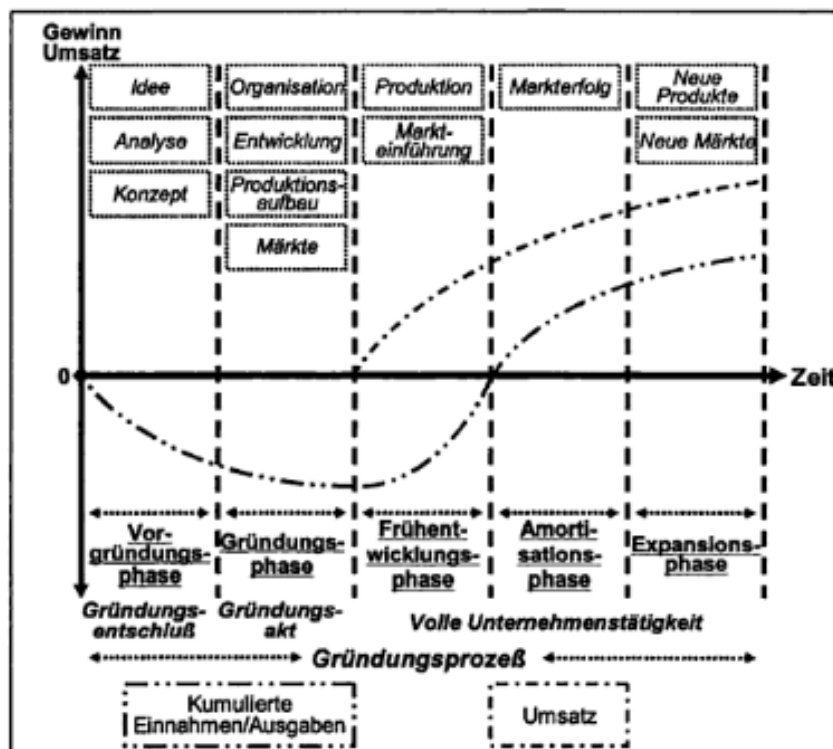 Gewinn
Umsatz
Idee
Organisation
Produktion
Markterfolg
Neue
Produkte
Analyse
Entwicklung
Markt-
einführung
Neue Märkte
Konzept
Produktions-
aufbau
Märkte
0
Zeit
Vor-
gründungs-
phase
Gründungs-
phase
Frühent-
wicklungs-
phase
Amorti-
sations-
phase
Expansions-
phase
Gründungs-
entschluß
Gründungs-
akt
Volle Unternehmenstätigkeit
Gründungsprozeß
Kumulierte
Einnahmen/Ausgaben
Umsatz